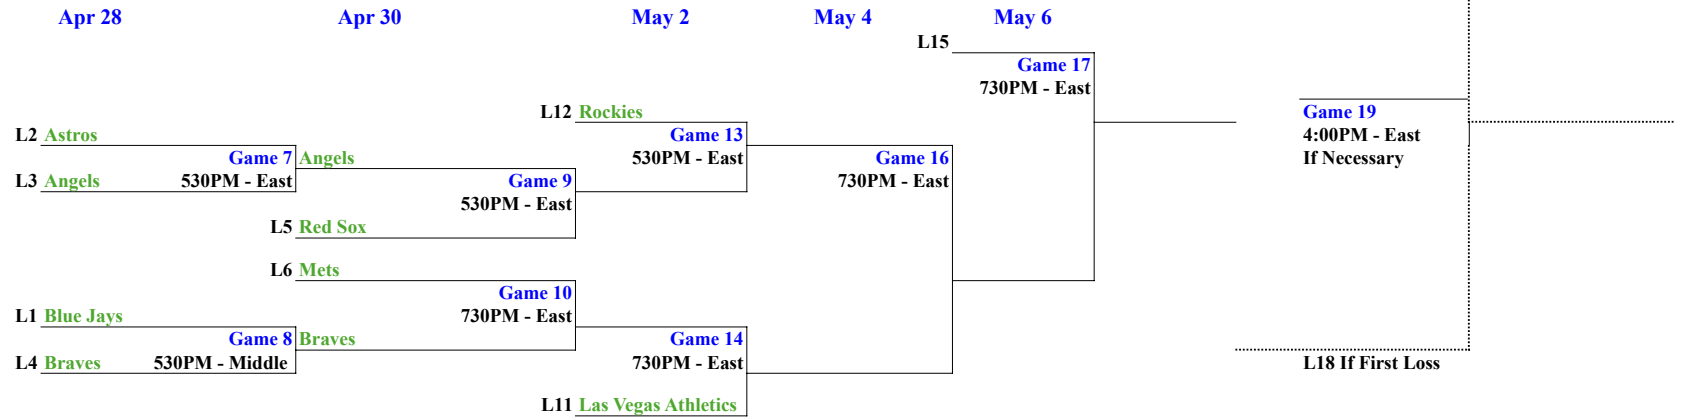 Apr 28 Apr 30 May 2 May 4 May 6
L15
Game 17
730PM - East
L12 Rockies
Game 19
L2 Astros
Game 13
4:00PM - East
Game 7 Angels
530PM - East
Game 16
If Necessary
L3 Angels
530PM - East
Game 9
730PM - East
530PM - East
L5 Red Sox
L6 Mets
Game 10
L1 Blue Jays
730PM - East
Game 8 Braves
Game 14
L4 Braves
530PM - Middle
730PM - East
L18 If First Loss
L11 Las Vegas Athletics